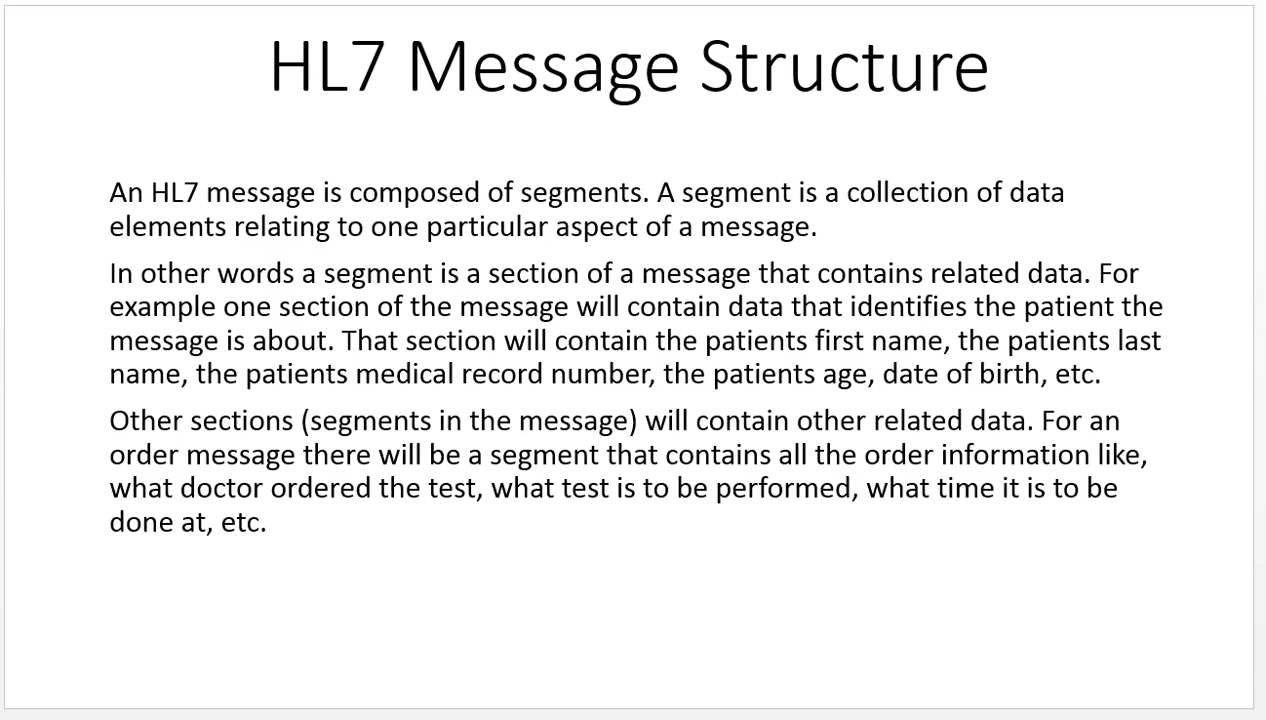 HL7 Message Structure
An HL7 message is composed of segments. A segment is a collection of data
elements relating to one particular aspect of a message.
In other words a segment is a section of a message that contains related data. For
example one section of the message will contain data that identifies the patient the
message is about. That section will contain the patients first name, the patients last
name, the patients medical record number, the patients age, date of birth, etc.
Other sections (segments in the message) will contain other related data. For an
order message there will be a segment that contains all the order information like,
what doctor ordered the test, what test is to be performed, what time it is to be
done at, etc.